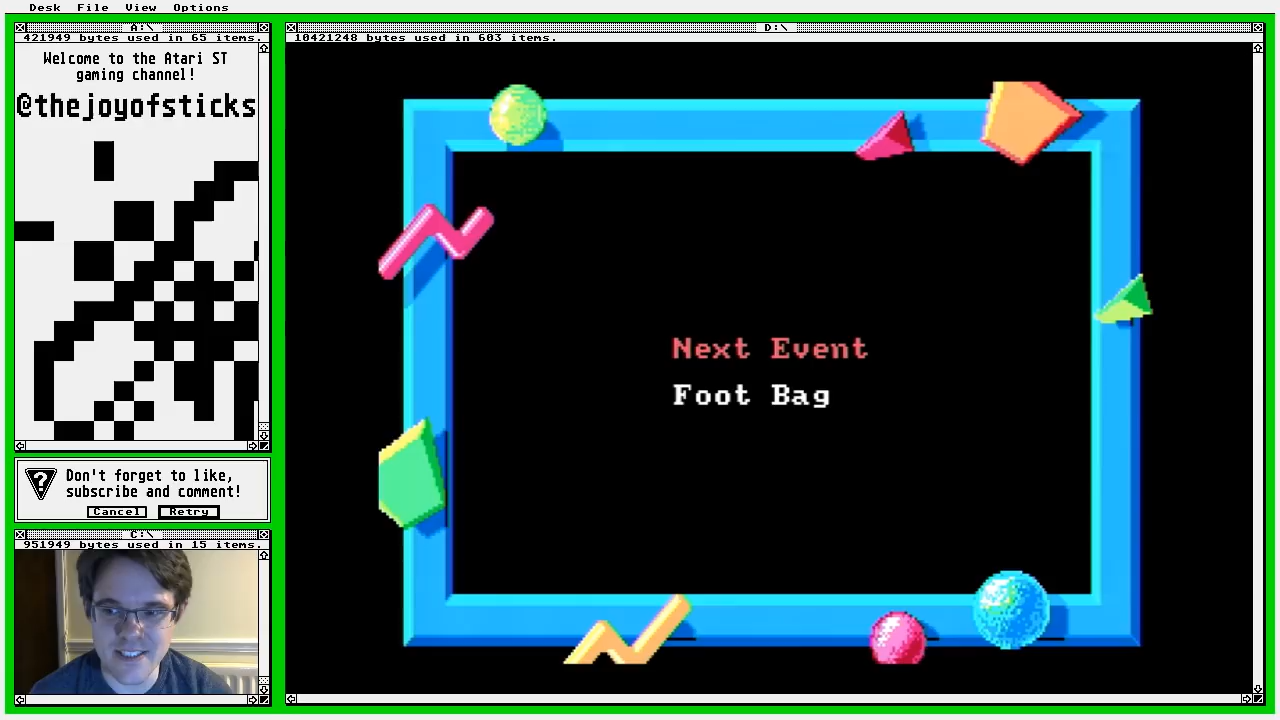 Desk File View Options
A:\
421949 bytes used in 65 items.
Welcome to the Atari ST
gaming channel!
@thejoyofsticks
Don't forget to like,
subscribe and comment!
Cancel Retry
C:\
951949 bytes used in 15 items.
D:\
10421248 bytes used in 603 items.
Next Event
Foot Bag